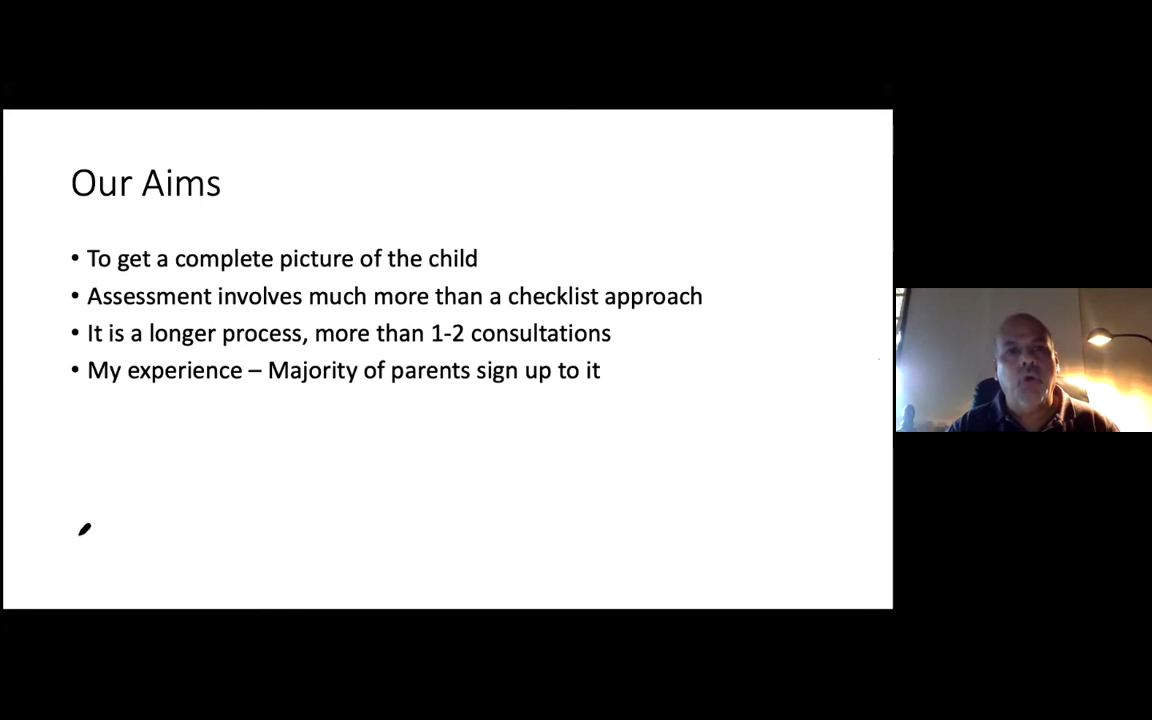 Our Aims
• To get a complete picture of the child
• Assessment involves much more than a checklist approach
• It is a longer process, more than 1-2 consultations
• My experience – Majority of parents sign up to it